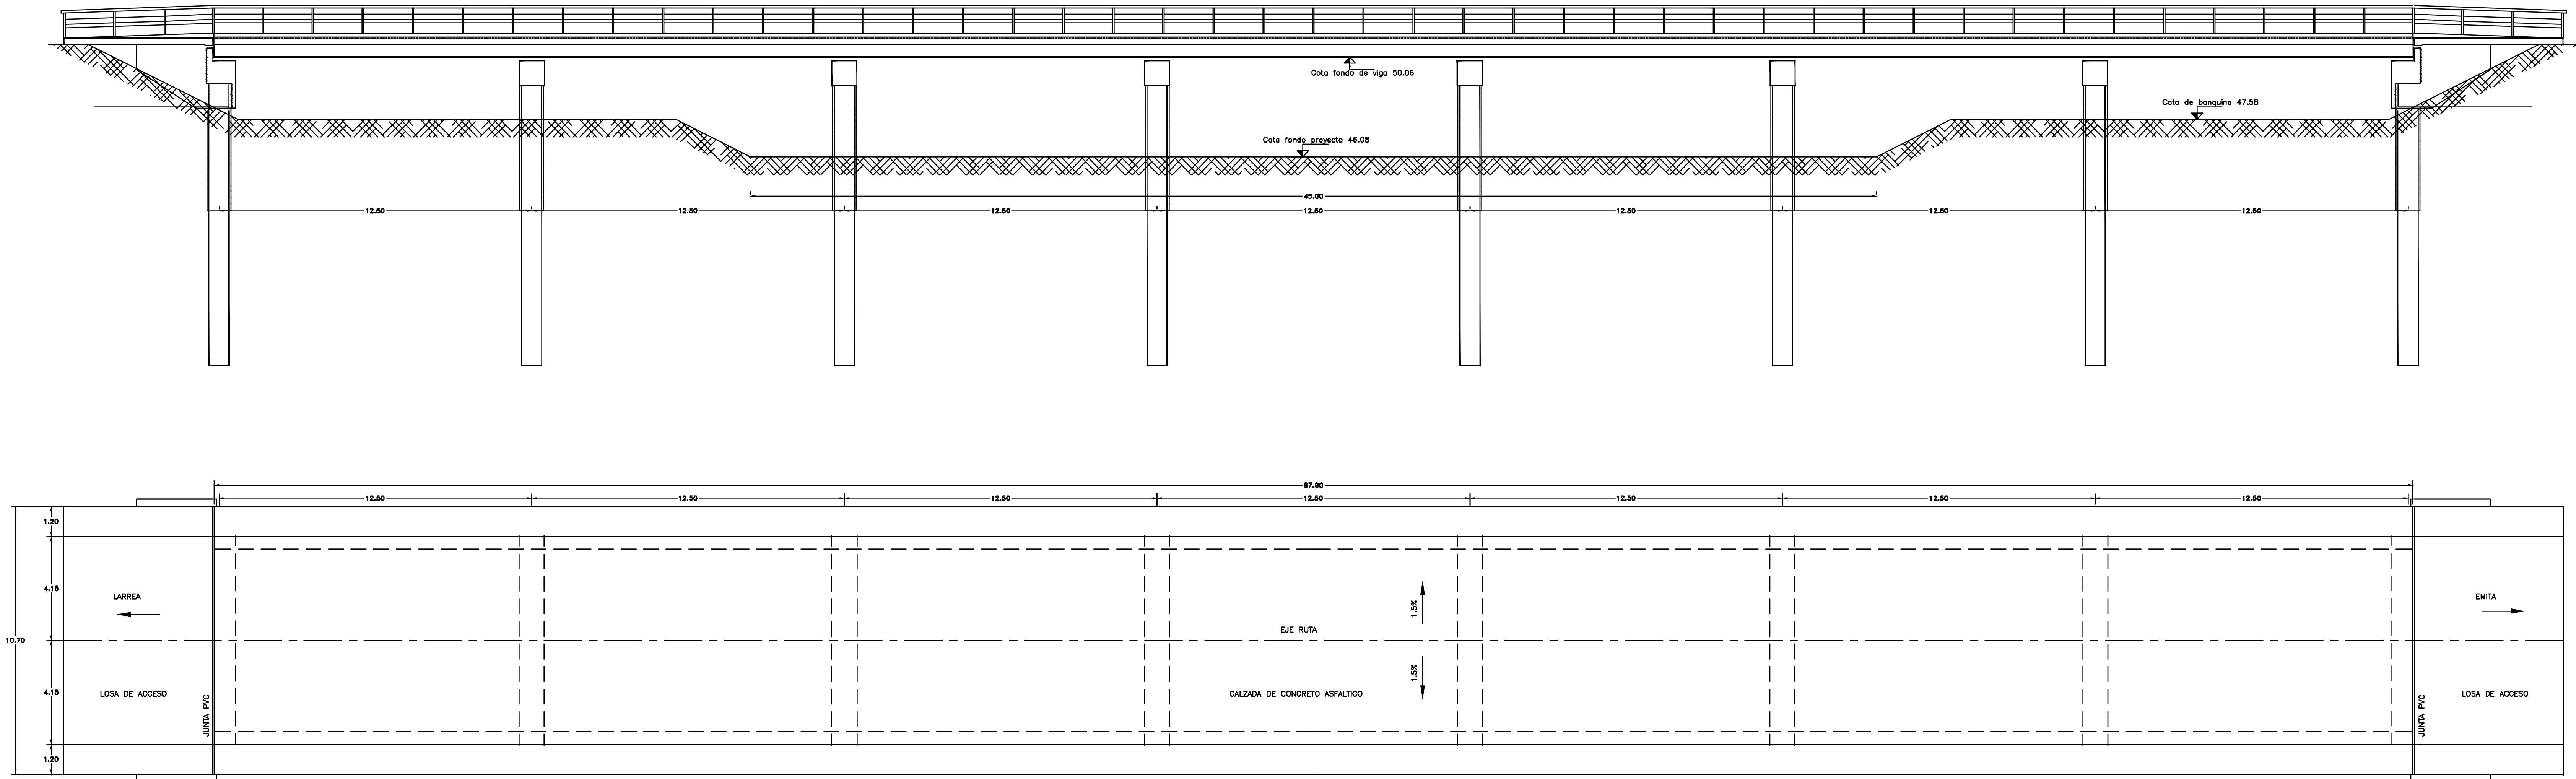 Cota fondo de viga 50.06
Cota de banquina 47.58
Cota fondo proyecto 46.08
45.00
12.50
12.50
12.50
12.50
12.50
12.50
12.50
87.90
12.50
12.50
12.50
12.50
12.50
12.50
12.50
1.20
4.15
10.70
4.15
1.20
LARREA
EMITA
1.5%
EJE RUTA
1.5%
LOSA DE ACCESO
CALZADA DE CONCRETO ASFALTICO
LOSA DE ACCESO
JUNTA PVC
JUNTA PVC